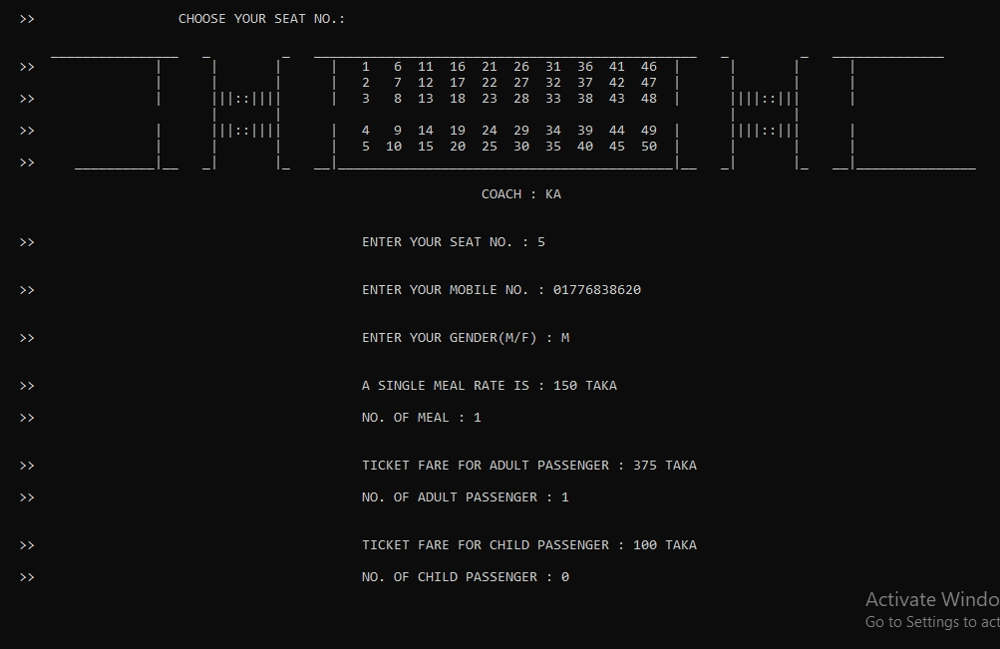 >> CHOOSE YOUR SEAT NO.:
>> 1 6 11 16 21 26 31 36 41 46
2 7 12 17 22 27 32 37 42 47
>> |||::|||| 3 8 13 18 23 28 33 38 43 48 ||||::|||
>> |||::|||| 4 9 14 19 24 29 34 39 44 49 ||||::|||
5 10 15 20 25 30 35 40 45 50
>>
COACH : KA
>> ENTER YOUR SEAT NO. : 5
>> ENTER YOUR MOBILE NO. : 01776838620
>> ENTER YOUR GENDER(M/F) : M
>> A SINGLE MEAL RATE IS : 150 TAKA
>> NO. OF MEAL : 1
>> TICKET FARE FOR ADULT PASSENGER : 375 TAKA
>> NO. OF ADULT PASSENGER : 1
>> TICKET FARE FOR CHILD PASSENGER : 100 TAKA
>> NO. OF CHILD PASSENGER : 0
Activate Windo
Go to Settings to act